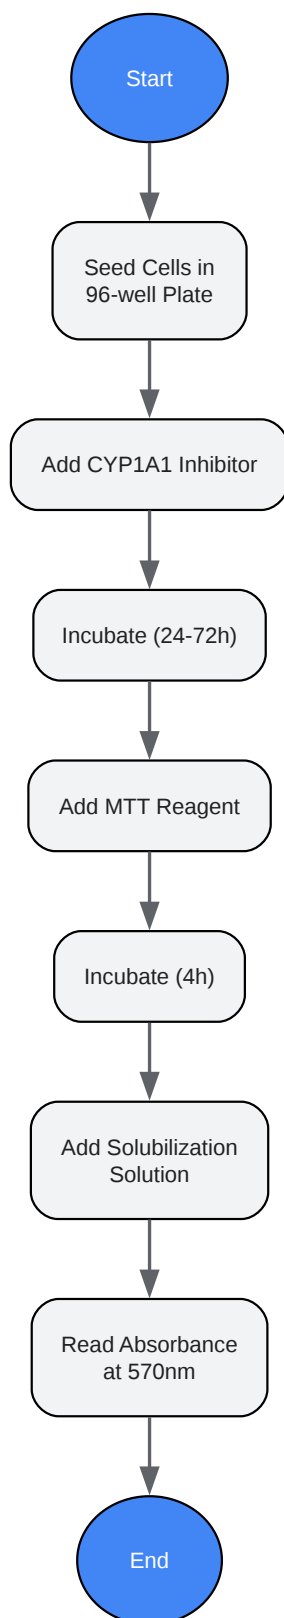 Start
Seed Cells in
96-well Plate
Add CYP1A1 Inhibitor
Incubate (24-72h)
Add MTT Reagent
Incubate (4h)
Add Solubilization
Solution
Read Absorbance
at 570nm
End